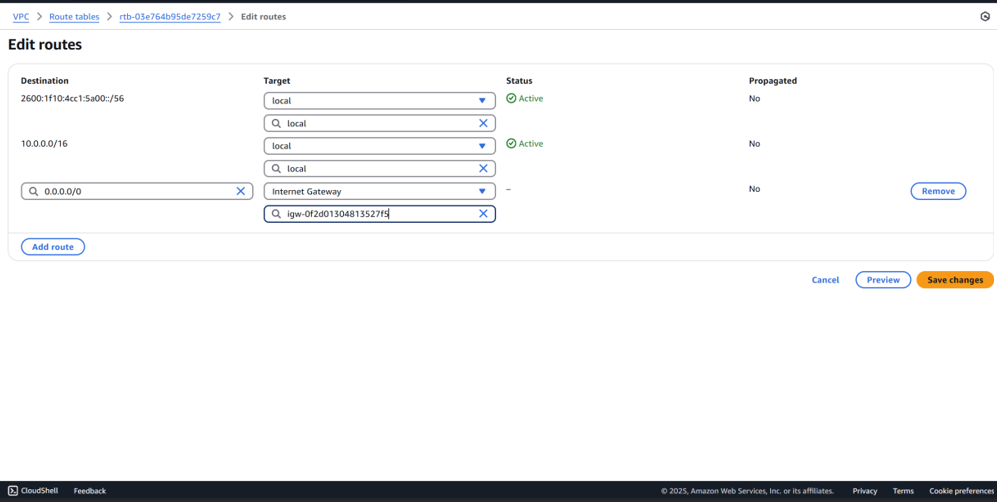 VPC > Route tables > rtb-03e764b95de7259c7 > Edit routes
Edit routes
Destination Target Status Propagated
2600:1f10:4cc1:5a00::/56 local Active No
local
10.0.0.0/16 local Active No
local
0.0.0.0/0 Internet Gateway – No Remove
igw-0f2d01304813527f5
Add route
Cancel Preview Save changes
CloudShell Feedback © 2025, Amazon Web Services, Inc. or its affiliates. Privacy Terms Cookie preferences